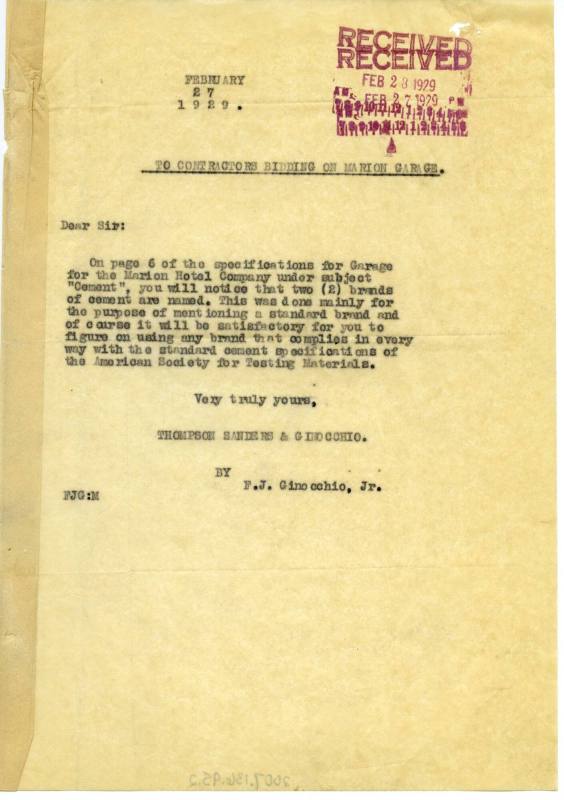 RECEIVED
RECEIVED
FEB 28 1929
FEB 27 1929
FEBRUARY
27
1929.
TO CONTRACTORS BIDDING ON MARION GARAGE.
Dear Sir:
On page 6 of the specifications for Garage
for the Marion Hotel Company under subject
"Cement", you will notice that two (2) brands
of cement are named. This was done mainly for
the purpose of mentioning a standard brand and
of course it will be satisfactory for you to
figure on using any brand that complies in every
way with the standard cement specifications of
the American Society for Testing Materials.
Very truly yours,
THOMPSON SANDERS & GINOCCHIO.
BY
F.J. Ginocchio, Jr.
FJG:M